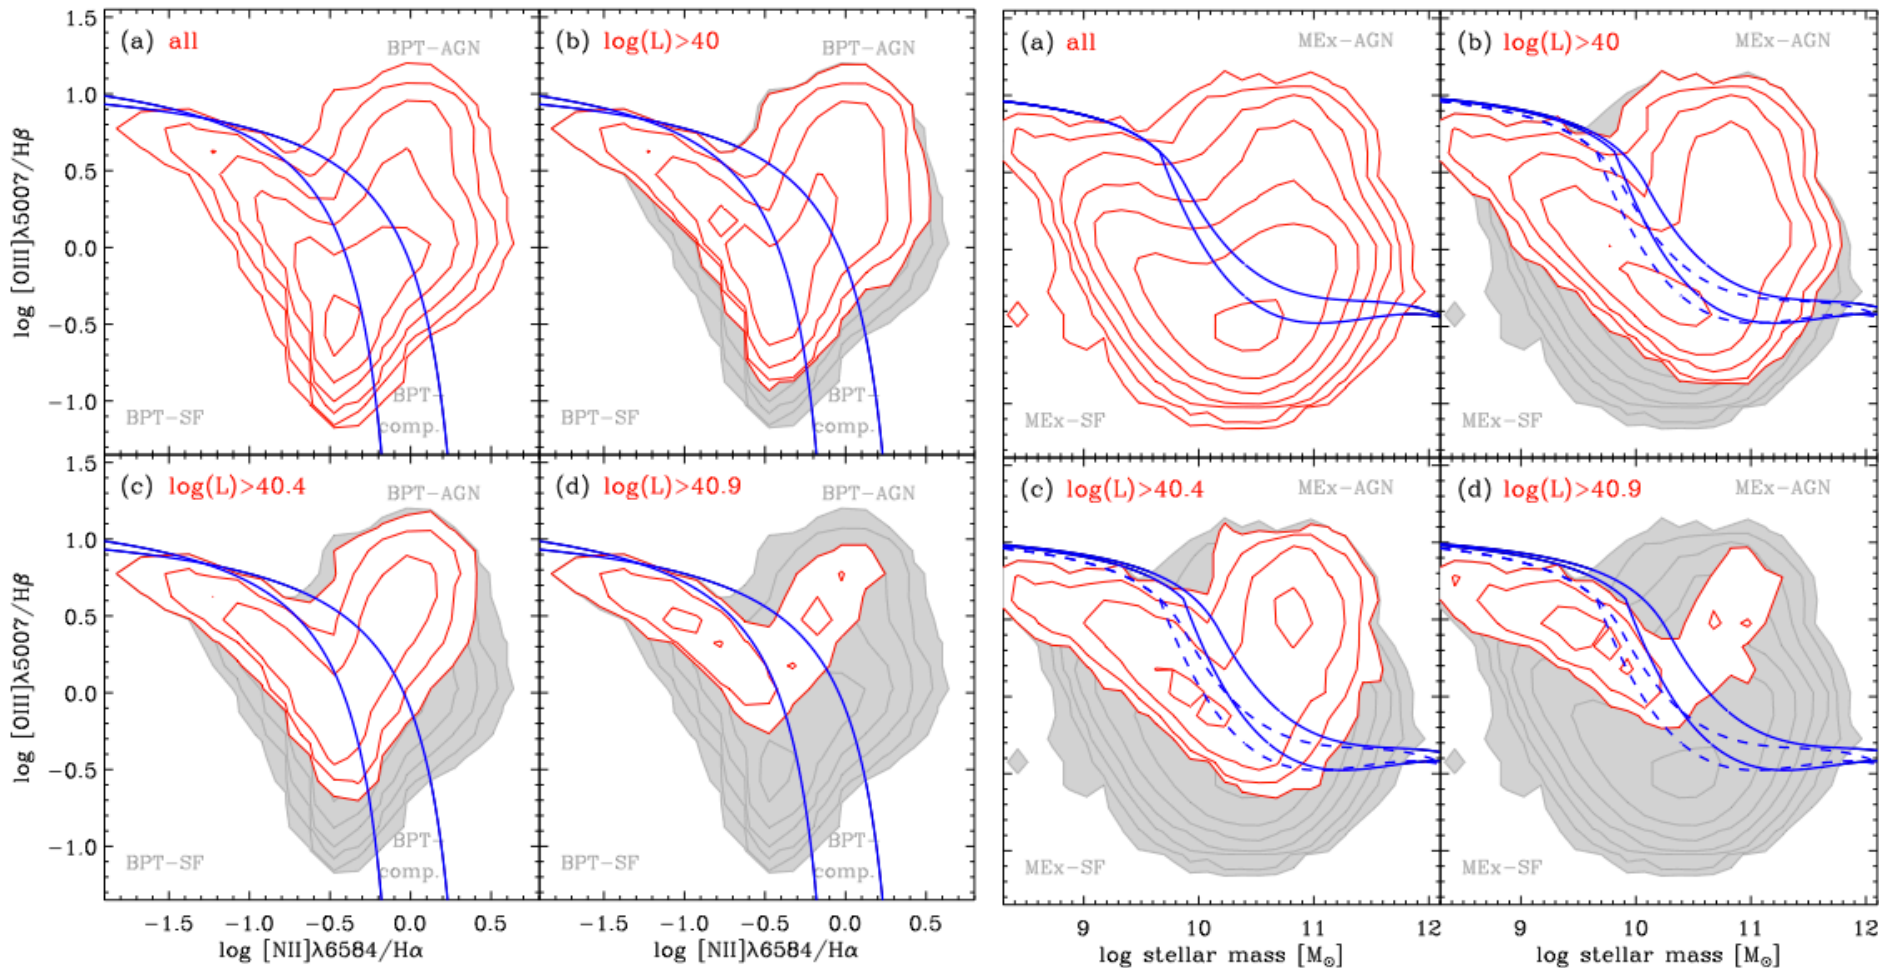 (a) all
BPT-AGN
1.5
1.0
0.5
0.0
−0.5
−1.0
log [OIII]λ5007/Hβ
BPT-SF
BPT-
comp.
(b) log(L)>40
BPT-AGN
BPT-SF
BPT-
comp.
(a) all
MEx-AGN
MEx-SF
(b) log(L)>40
MEx-AGN
MEx-SF
(c) log(L)>40.4
BPT-AGN
1.5
1.0
0.5
0.0
−0.5
−1.0
log [OIII]λ5007/Hβ
BPT-SF
BPT-
comp.
−1.5 −1.0 −0.5 0.0 0.5
log [NII]λ6584/Hα
(d) log(L)>40.9
BPT-AGN
BPT-SF
BPT-
comp.
−1.0 −0.5 0.0 0.5
log [NII]λ6584/Hα
(c) log(L)>40.4
MEx-AGN
MEx-SF
9 10 11 12
log stellar mass [M⊙]
(d) log(L)>40.9
MEx-AGN
MEx-SF
9 10 11 12
log stellar mass [M⊙]